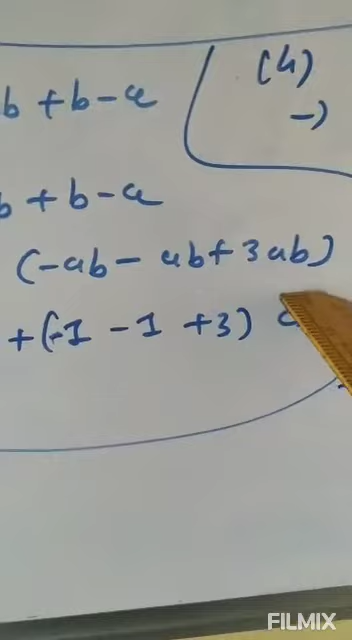 b + b - a
(4)
→
b + b - a
(-ab - ab + 3ab)
+(-1 -1 +3)
FILMIX